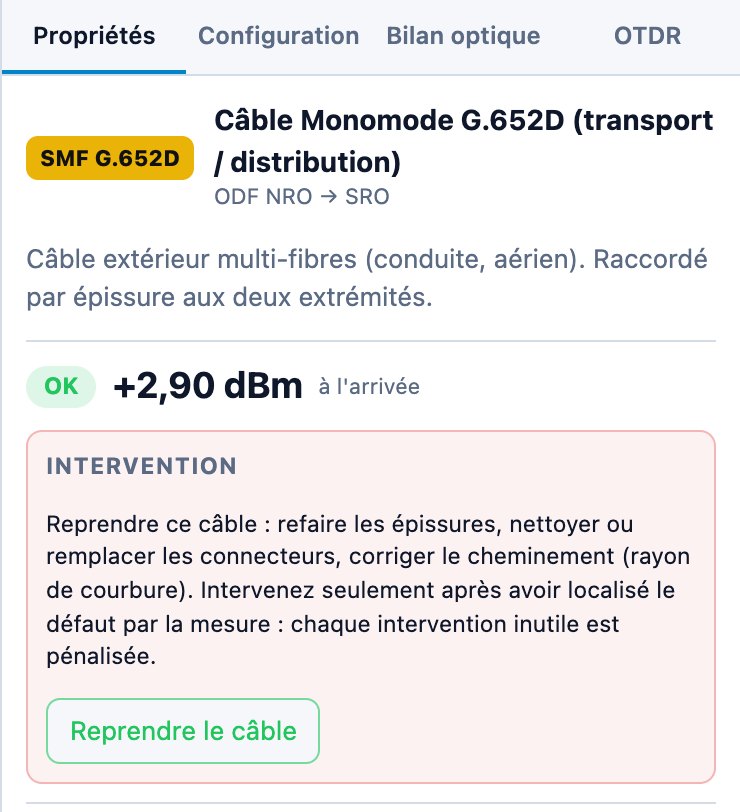 Propriétés Configuration Bilan optique OTDR
SMF G.652D
Câble Monomode G.652D (transport
/ distribution)
ODF NRO → SRO
Câble extérieur multi-fibres (conduite, aérien). Raccordé
par épissure aux deux extrémités.
OK +2,90 dBm à l'arrivée
INTERVENTION
Reprendre ce câble : refaire les épissures, nettoyer ou
remplacer les connecteurs, corriger le cheminement (rayon
de courbure). Intervenez seulement après avoir localisé le
défaut par la mesure : chaque intervention inutile est
pénalisée.
Reprendre le câble